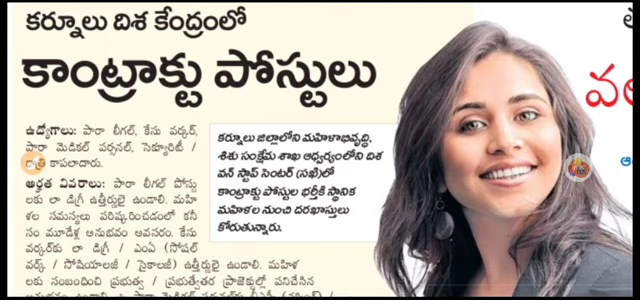 కర్నూలు దిశ కేంద్రంలో
కాంట్రాక్టు పోస్టులు
ఉద్యోగాలు: పారా లీగల్, కేసు వర్కర్,
పారా మెడికల్ పర్సనల్, సెక్యూరిటీ /
రాత్రి కాపలాదారు.
అర్హత వివరాలు: పారా లీగల్ పోస్టు
లకు లా డిగ్రీ ఉత్తీర్ణులై ఉండాలి. మహి
ళల సమస్యలు పరిష్కరించడంలో కనీ
సం మూడేళ్ల అనుభవం అవసరం. కేసు
వర్కర్‌కు లా డిగ్రీ / ఎంఏ (సోషల్
వర్క్ / సోషియాలజీ / సైకాలజీ) ఉత్తీర్ణులై ఉండాలి. మహిళ
లకు సంబంధించి ప్రభుత్వ / ప్రభుత్వేతర ప్రాజెక్టుల్లో పనిచేసిన
కర్నూలు జిల్లాలోని మహిళాభివృద్ధి,
శిశు సంక్షేమ శాఖ ఆధ్వర్యంలోని దిశ
వన్ స్టాప్ సెంటర్ (సఖి)లో
కాంట్రాక్టు పోస్టుల భర్తీకి స్థానిక
మహిళల నుంచి దరఖాస్తులు
కోరుతున్నారు.